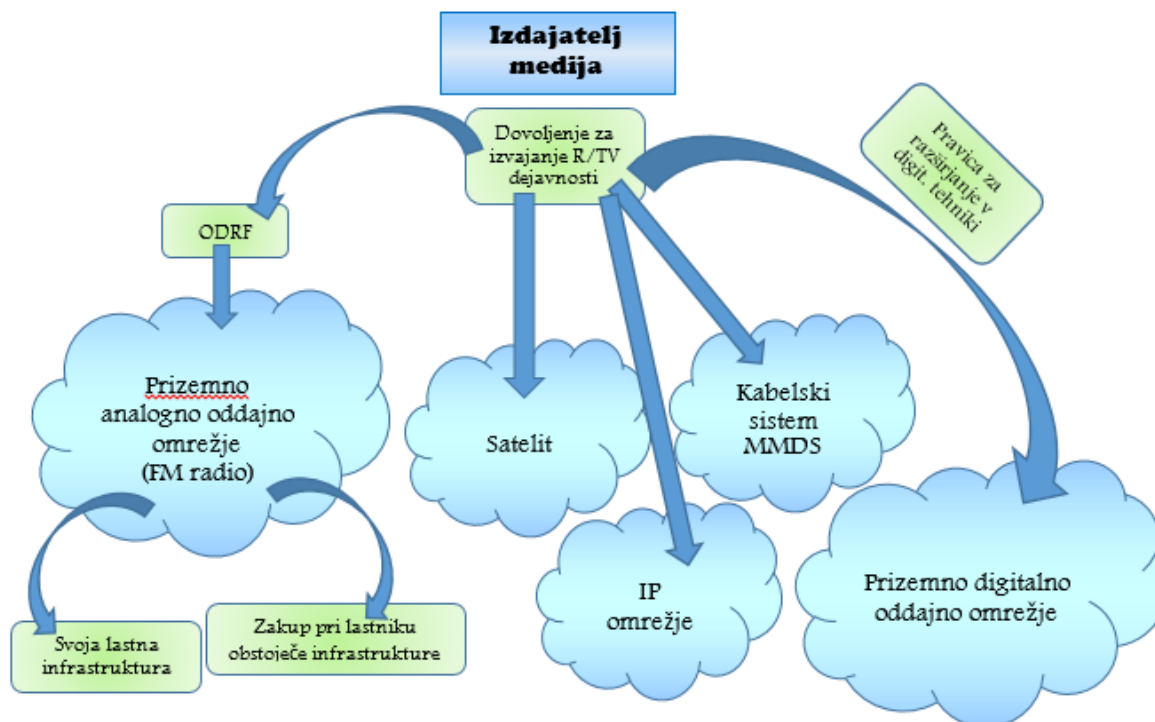 Izdajatelj
medija
Dovoljenje za
izvajanje R/TV
dejavnosti
Pravica za
razširjanje v
digit. tehniki
ODRF
Prizemno
analogno oddajno
omrežje
(FM radio)
Satelit
Kabelski
sistem
MMDS
IP
omrežje
Prizemno digitalno
oddajno omrežje
Svoja lastna
infrastruktura
Zakup pri lastniku
obstoječe infrastrukture